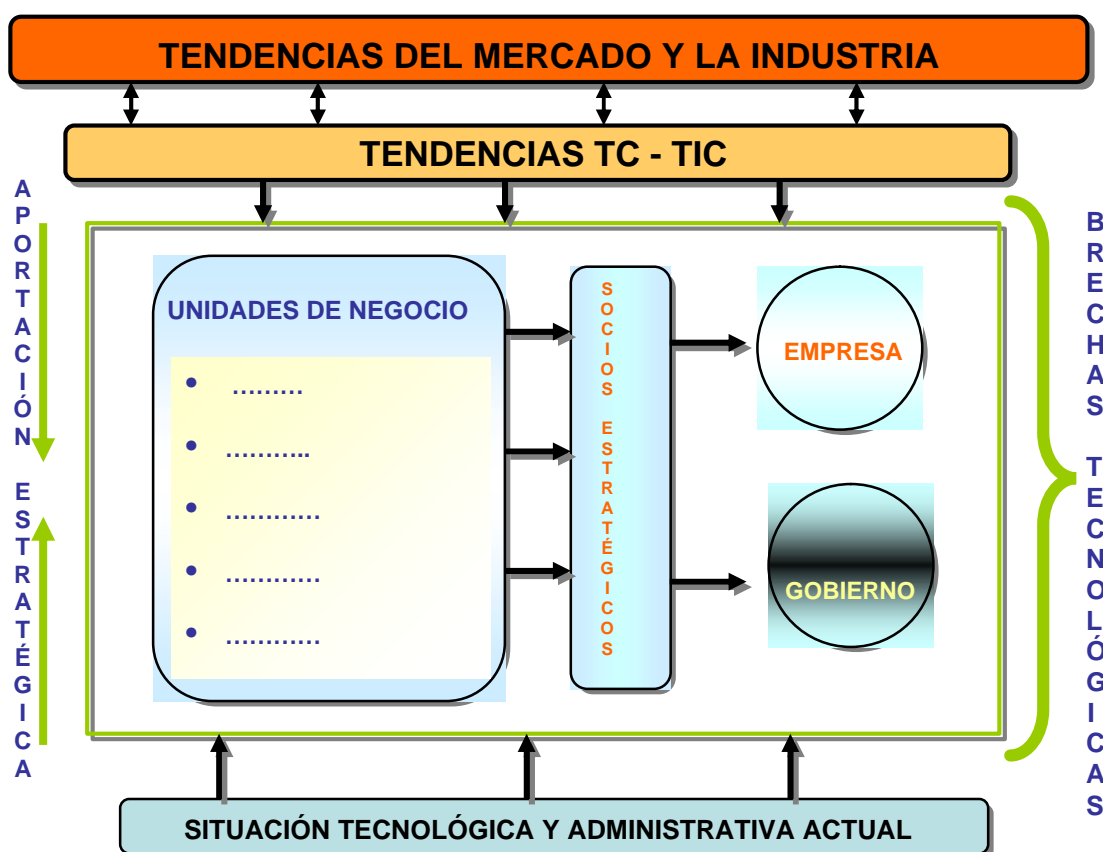 TENDENCIAS DEL MERCADO Y LA INDUSTRIA
TENDENCIAS TC - TIC
APORTACIÓN ESTRATÉGICA
UNIDADES DE NEGOCIO
• ………
• ………..
• …………
• …………
• …………
SOCIOS ESTRATÉGICOS
EMPRESA
GOBIERNO
BRECHAS TECNOLÓGICAS
SITUACIÓN TECNOLÓGICA Y ADMINISTRATIVA ACTUAL